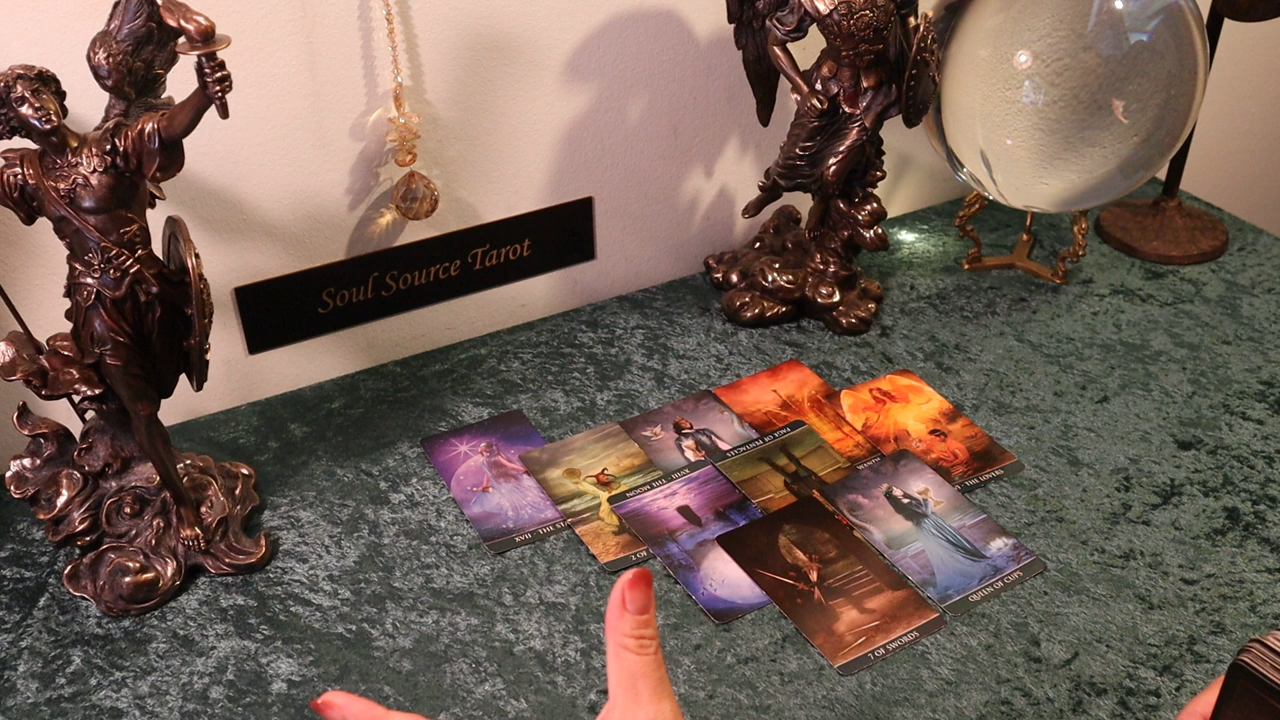 Soul Source Tarot
XVII · THE
2 OF
XVIII · THE MOON
PAGE OF PENTACLES
THE LOVERS
QUEEN OF CUPS
7 OF SWORDS